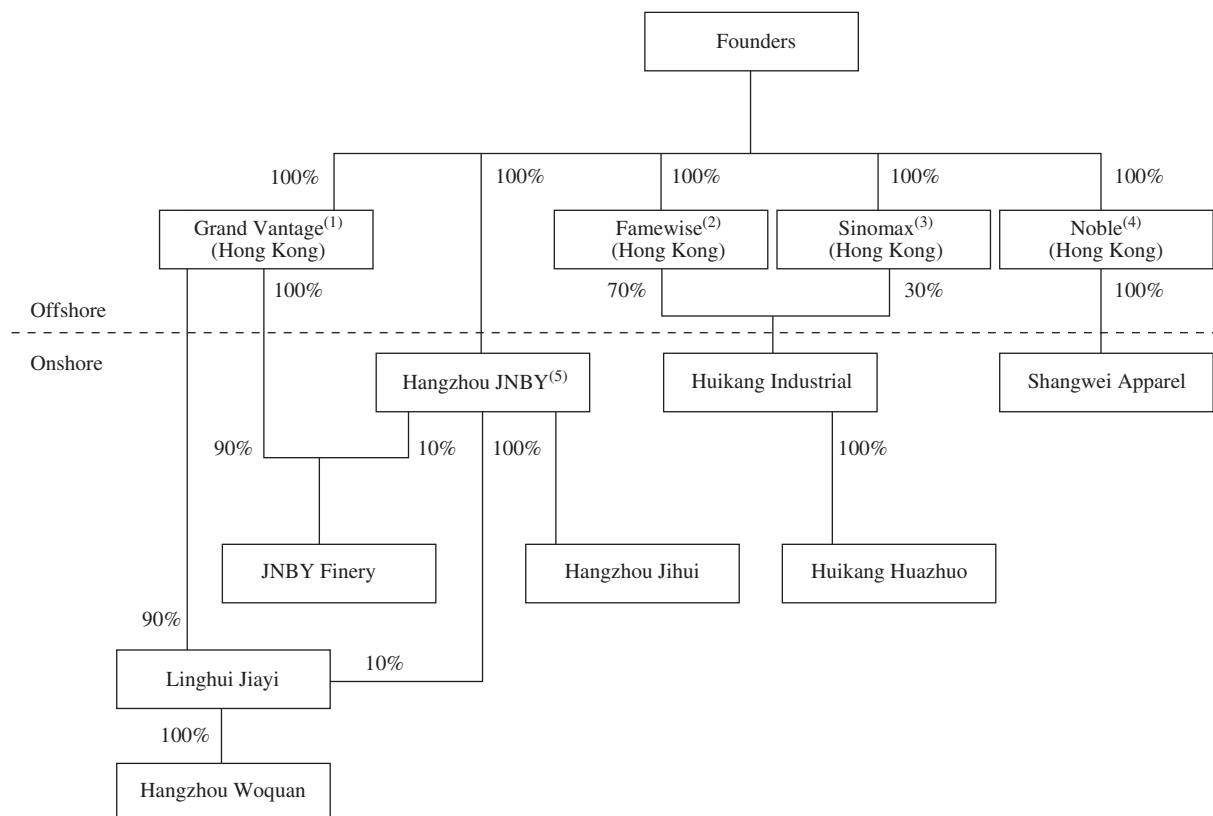 Founders
100%
100%
100%
100%
100%
Grand Vantage(1)
(Hong Kong)
Famewise(2)
(Hong Kong)
Sinomax(3)
(Hong Kong)
Noble(4)
(Hong Kong)
100%
70%
30%
100%
Offshore
Onshore
Hangzhou JNBY(5)
Huikang Industrial
Shangwei Apparel
90%
10%
100%
100%
JNBY Finery
Hangzhou Jihui
Huikang Huazhuo
90%
10%
Linghui Jiayi
100%
Hangzhou Woquan